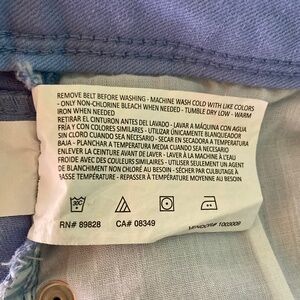 REMOVE BELT BEFORE WASHING - MACHINE WASH COLD WITH LIKE COLORS
- ONLY NON-CHLORINE BLEACH WHEN NEEDED - TUMBLE DRY LOW - WARM
IRON WHEN NEEDED
RETIRAR EL CINTURÓN ANTES DEL LAVADO - LAVAR A MÁQUINA CON AGUA
FRÍA Y CON COLORES SIMILARES - UTILIZAR ÚNICAMENTE BLANQUEADOR
SIN CLORO CUANDO SEA NECESARIO - SECAR EN SECADORA A TEMPERATURA
BAJA - PLANCHAR A TEMPERATURA MEDIA CUANDO SEA NECESARIO
ENLEVER LA CEINTURE AVANT DE LAVER - LAVER À LA MACHINE À L'EAU
FROIDE AVEC DES COULEURS SIMILAIRES - UTILISER SEULEMENT UN AGENT
DE BLANCHIMENT NON CHLORÉ AU BESOIN - SÉCHER PAR CULBUTAGE À
BASSE TEMPÉRATURE - REPASSER À TEMPÉRATURE MOYENNE AU BESOIN
30C
RN# 89828 CA# 08349 VENDOR# 1003009